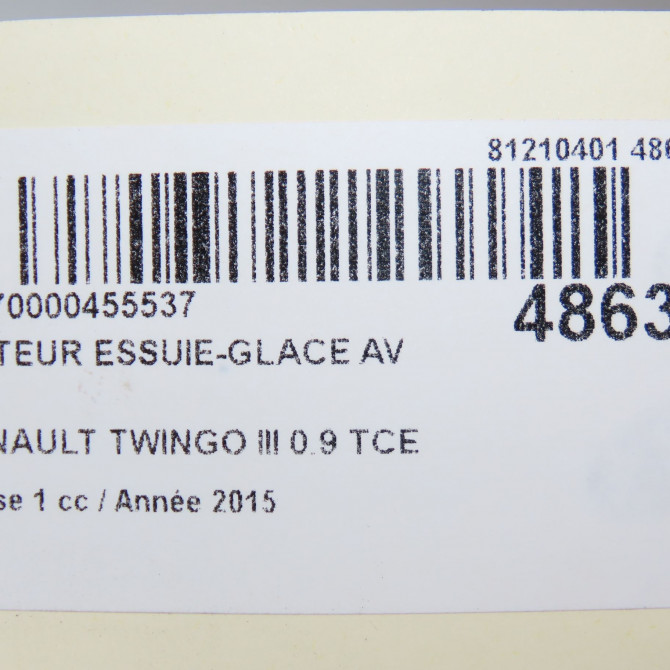 81210401 486
70000455537
4863
TEUR ESSUIE-GLACE AV
NAULT TWINGO III 0.9 TCE
se 1 cc / Année 2015